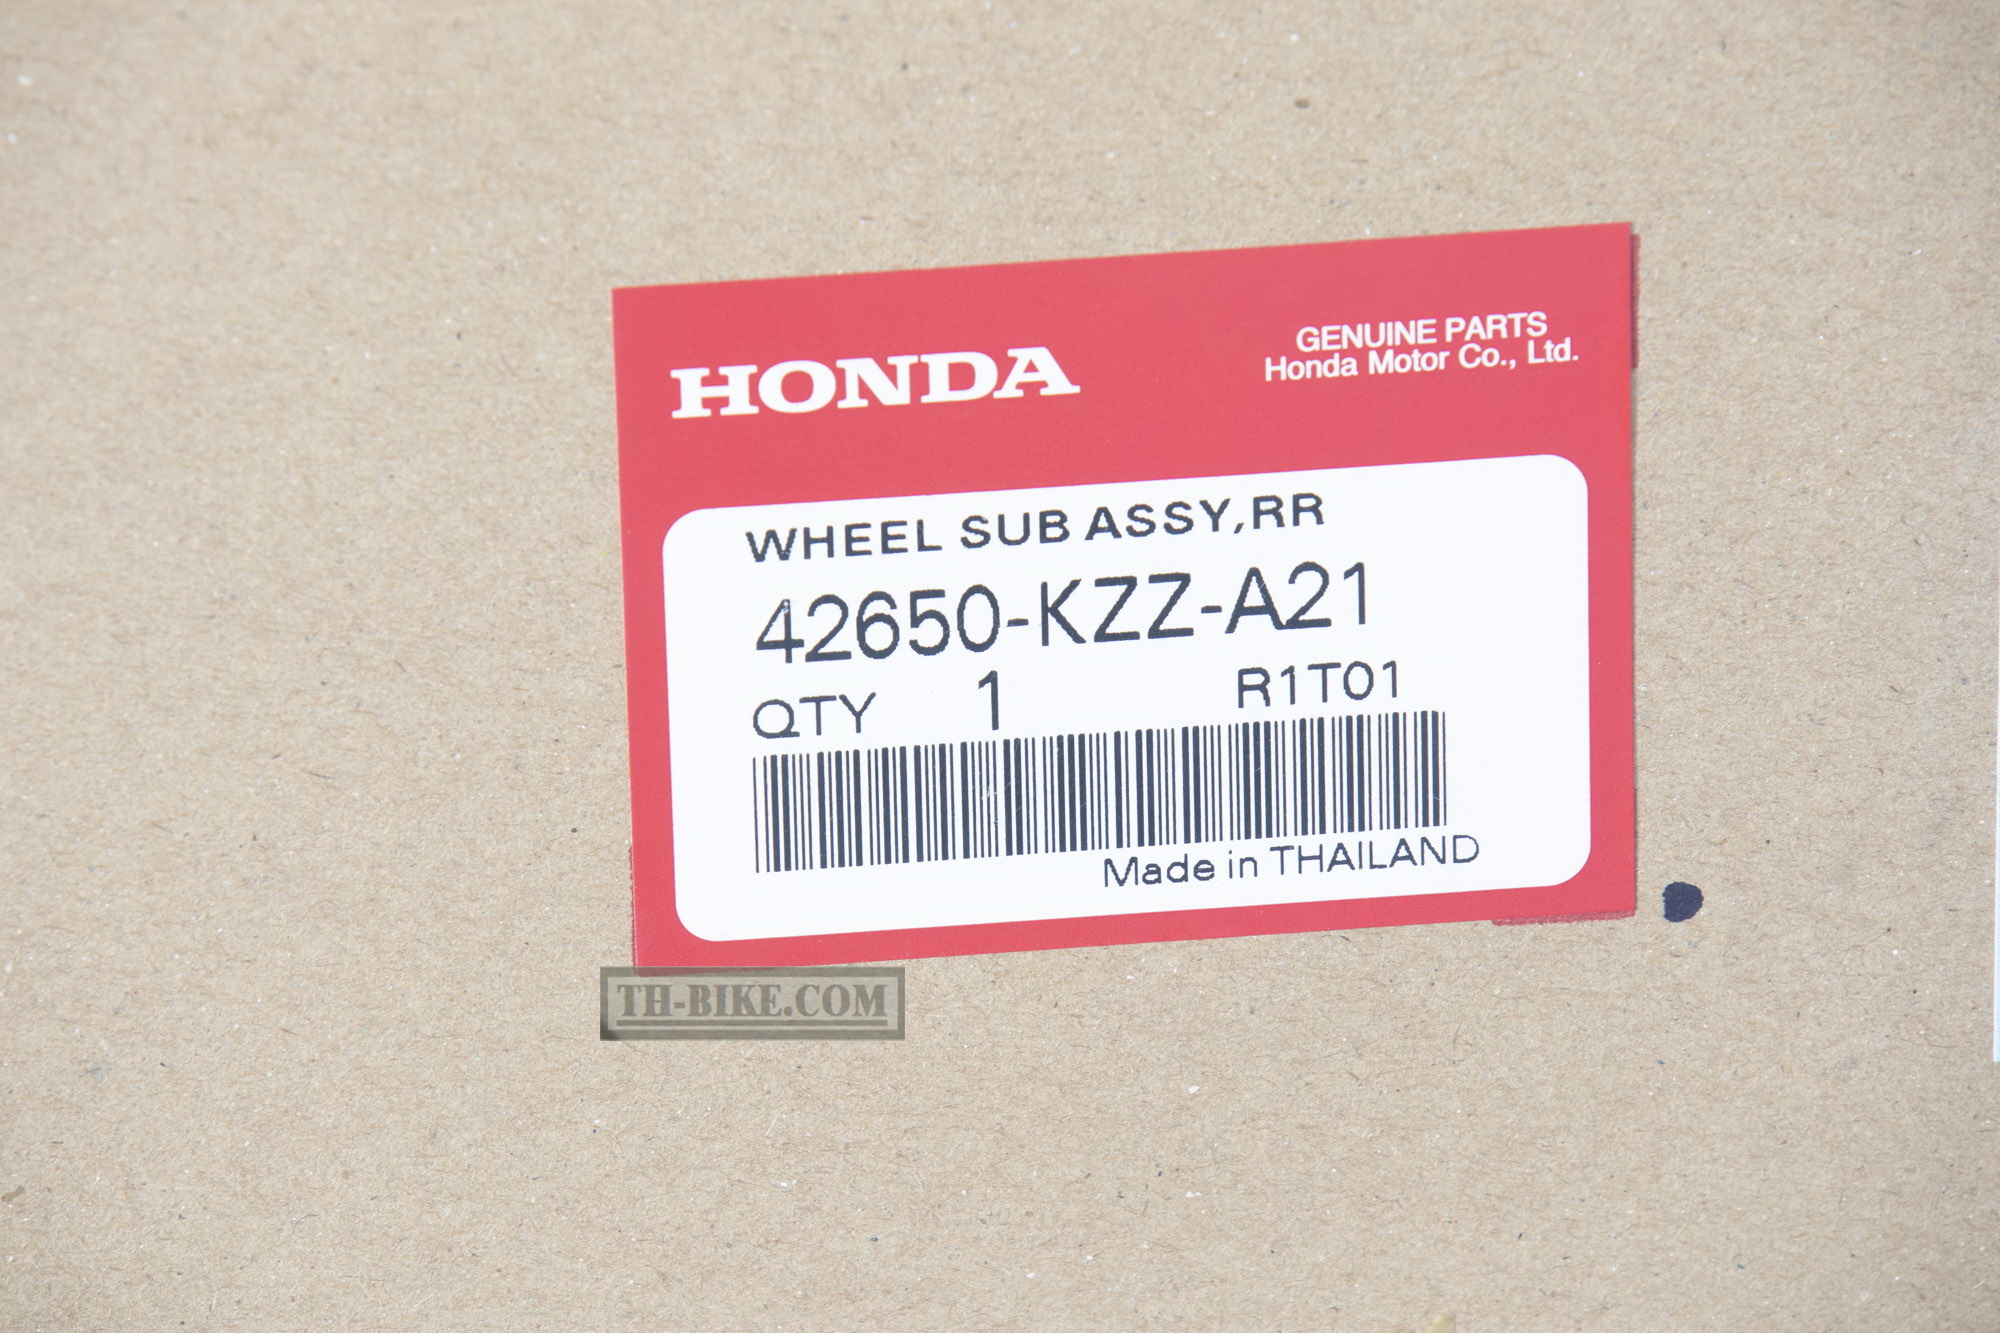 HONDA
GENUINE PARTS
Honda Motor Co., Ltd.
WHEEL SUB ASSY,RR
42650-KZZ-A21
QTY 1 R1T01
Made in THAILAND
TH-BIKE.COM